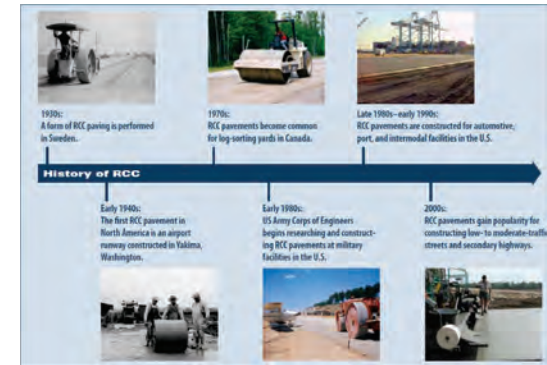 1930s:
A form of RCC paving is performed
in Sweden.
1970s:
RCC pavements become common
for log-sorting yards in Canada.
Late 1980s–early 1990s:
RCC pavements are constructed for automotive,
port, and intermodal facilities in the U.S.
History of RCC
Early 1940s:
The first RCC pavement in
North America is an airport
runway constructed in Yakima,
Washington.
Early 1980s:
US Army Corps of Engineers
begins researching and construct-
ing RCC pavements at military
facilities in the U.S.
2000s:
RCC pavements gain popularity for
constructing low- to moderate-traffic
streets and secondary highways.